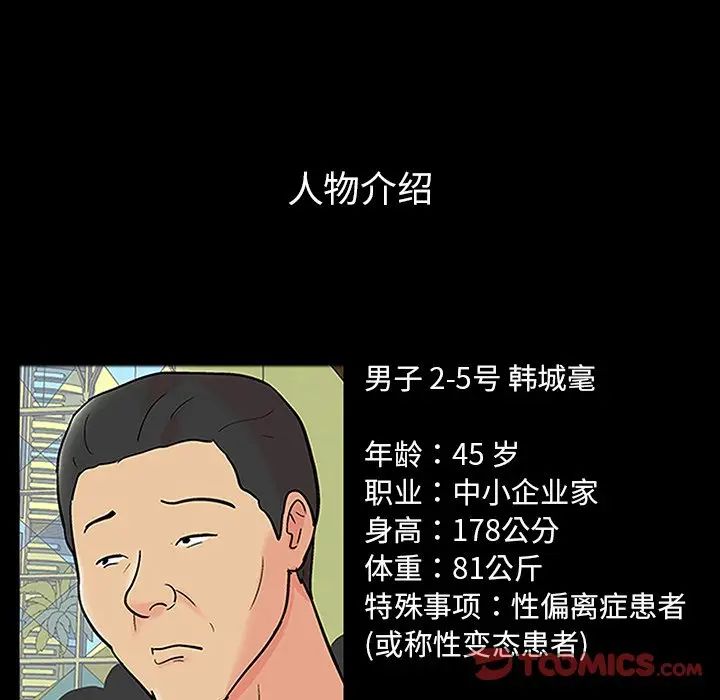 人物介绍
男子 2-5号 韩城毫
年龄：45 岁
职业：中小企业家
身高：178公分
体重：81公斤
特殊事项：性偏离症患者
(或称性变态患者)
TOOMICS.COM